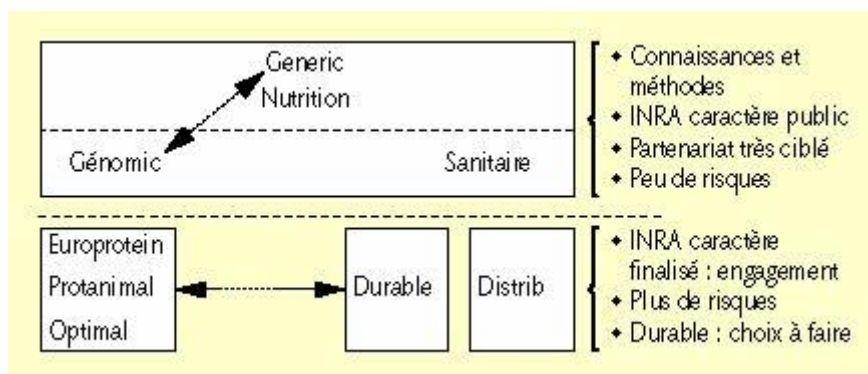 Generic
Nutrition
Génomic
Sanitaire
◆ Connaissances et
méthodes
◆ INRA caractère public
◆ Partenariat très ciblé
◆ Peu de risques
Europrotein
Protanimal
Optimal
Durable
Distrib
◆ INRA caractère
finalisé : engagement
◆ Plus de risques
◆ Durable : choix à faire